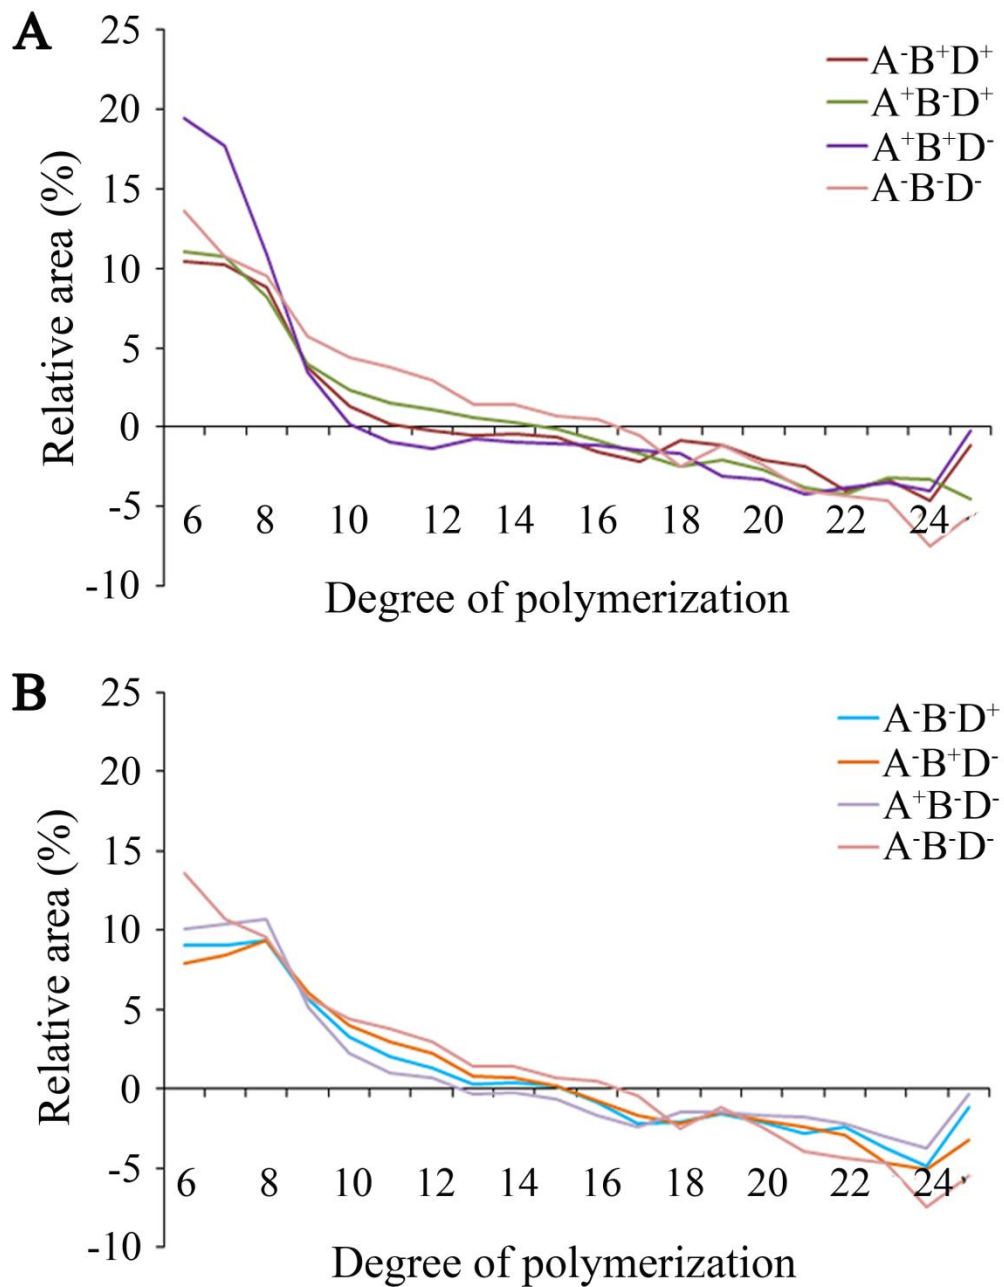 A
25
20
15
10
5
0
-5
-10
Relative area (%)
A⁻B⁺D⁺
A⁺B⁻D⁺
A⁺B⁺D⁻
A⁻B⁻D⁻
6 8 10 12 14 16 18 20 22 24
Degree of polymerization
B
25
20
15
10
5
0
-5
-10
Relative area (%)
A⁻B⁻D⁺
A⁻B⁺D⁻
A⁺B⁻D⁻
A⁻B⁻D⁻
6 8 10 12 14 16 18 20 22 24
Degree of polymerization